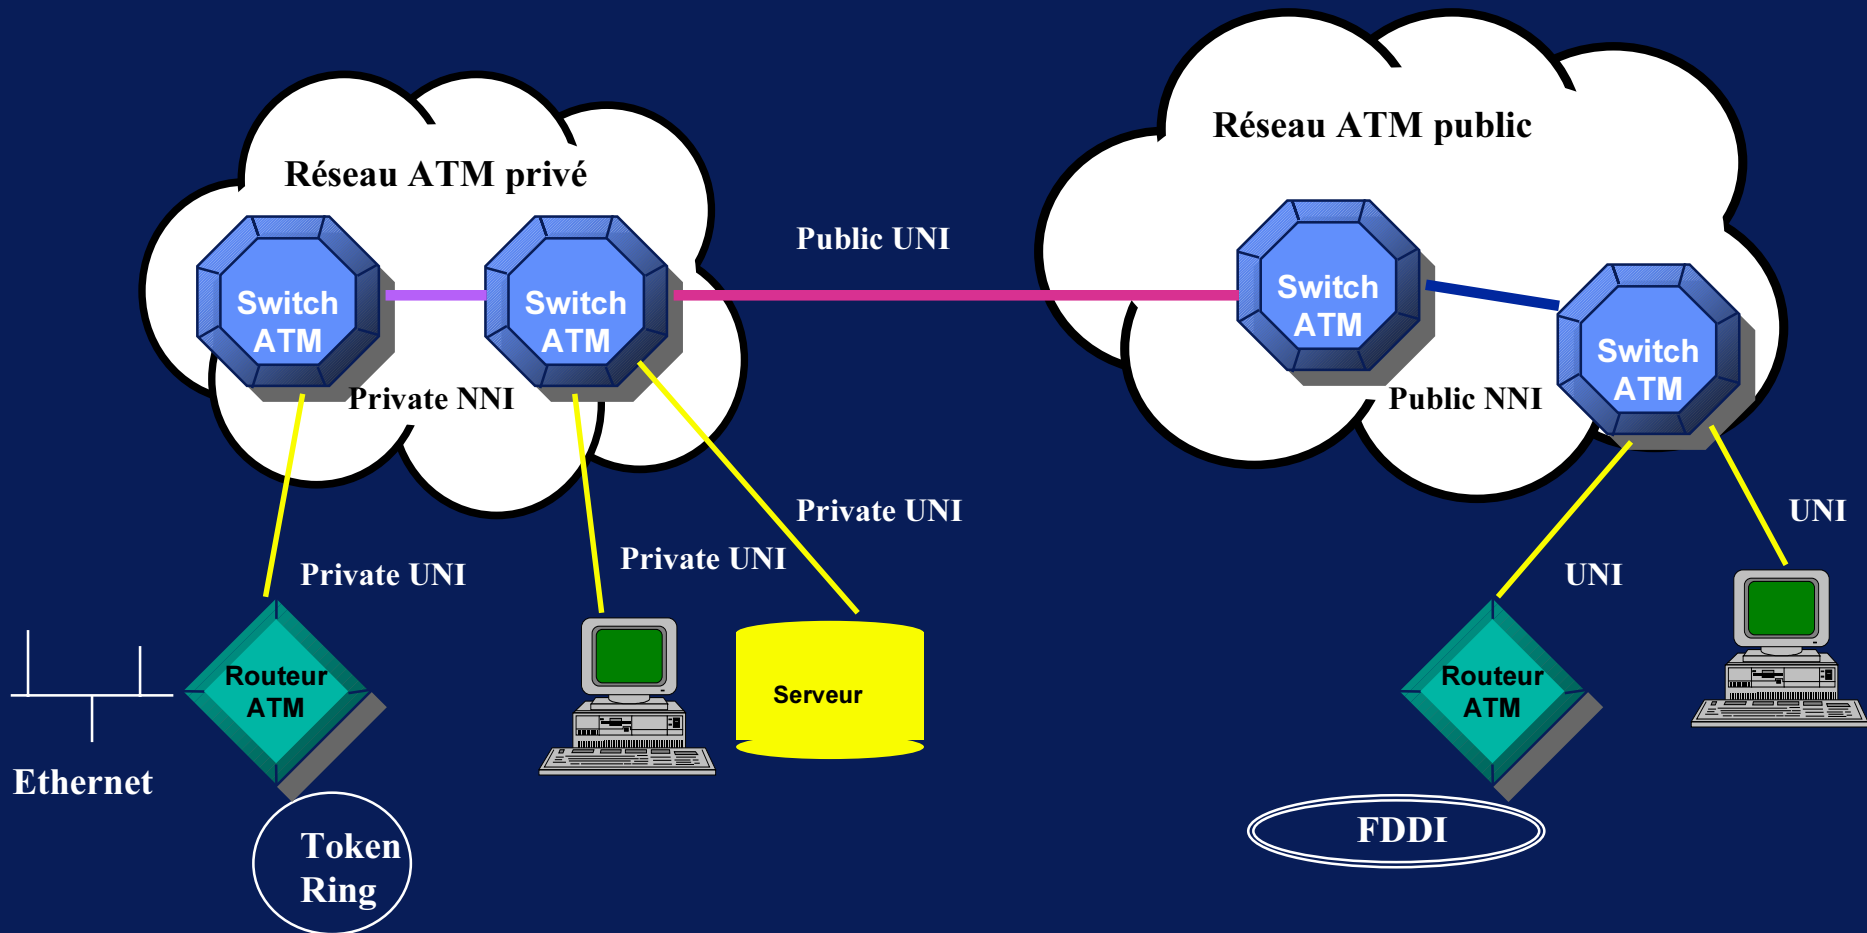 Réseau ATM public
Réseau ATM privé
Public UNI
Switch
ATM
Switch
ATM
Switch
ATM
Switch
ATM
Private NNI
Public NNI
Private UNI
UNI
Private UNI
Private UNI
UNI
Routeur
ATM
Serveur
Routeur
ATM
Ethernet
Token
Ring
FDDI